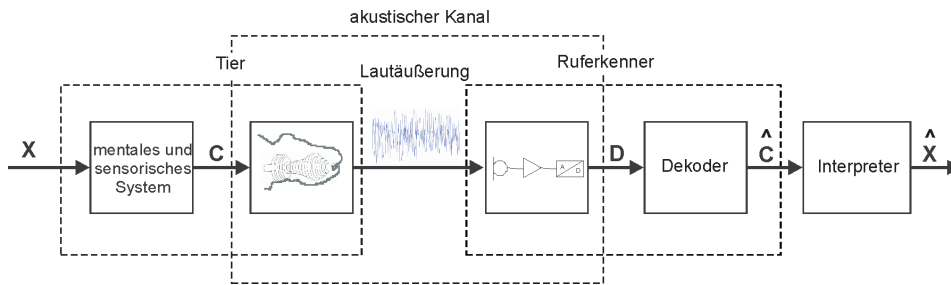 akustischer Kanal
Tier
Ruferkenner
Lautäußerung
X
mentales und
sensorisches
System
C
A
D
D
Dekoder
^
C
Interpreter
^
X